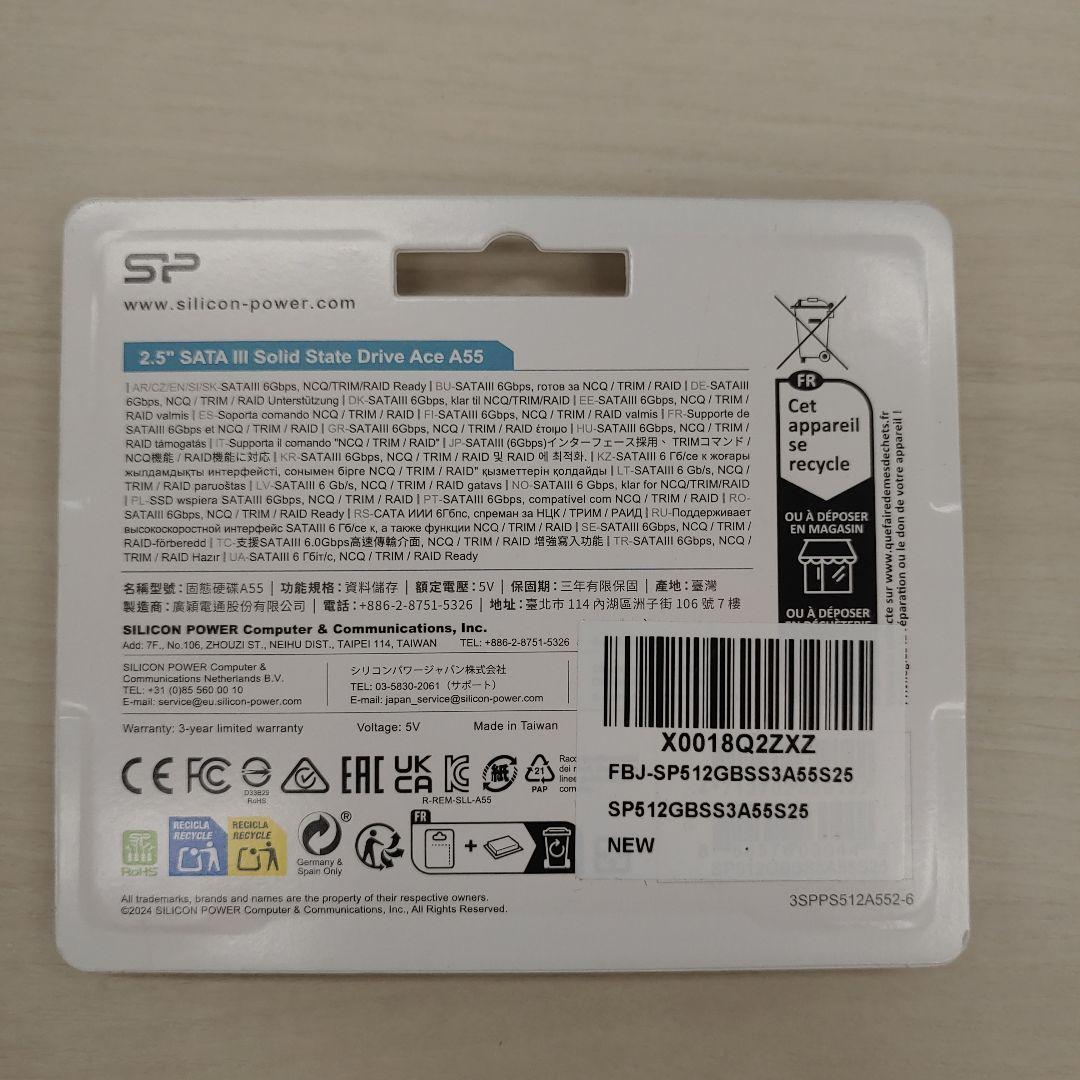 SP
www.silicon-power.com
2.5" SATA III Solid State Drive Ace A55
| AR/CZ/EN/SI/SK-SATAIII 6Gbps, NCQ/TRIM/RAID Ready | BU-SATAIII 6Gbps, готов за NCQ / TRIM / RAID | DE-SATAIII
6Gbps, NCQ / TRIM / RAID Unterstützung | DK-SATAIII 6Gbps, klar til NCQ/TRIM/RAID | EE-SATAIII 6Gbps, NCQ / TRIM /
RAID valmis | ES-Soporta comando NCQ / TRIM / RAID | FI-SATAIII 6Gbps, NCQ / TRIM / RAID valmis | FR-Supporte de
SATAIII 6Gbps et NCQ / TRIM / RAID | GR-SATAIII 6Gbps, NCQ / TRIM / RAID έτοιμο | HU-SATAIII 6Gbps, NCQ / TRIM /
RAID támogatás | IT-Supporta il comando "NCQ / TRIM / RAID" | JP-SATAIII (6Gbps)インターフェース採用、 TRIMコマンド /
NCQ機能 / RAID機能に対応 | KR-SATAIII 6Gbps, NCQ / TRIM / RAID 및 RAID 에 최적화. | KZ-SATAIII 6 Гб/се к жоғары
жылдамдықты интерфейсті, сонымен бірге NCQ / TRIM / RAID" қызметтерін қолдайды | LT-SATAIII 6 Gb/s, NCQ
/ TRIM / RAID paruoštas | LV-SATAIII 6 Gb/s, NCQ / TRIM / RAID gatavs | NO-SATAIII 6Gbps, klar for NCQ/TRIM/RAID
| PL-SSD wspiera SATAIII 6Gbps, NCQ / TRIM / RAID | PT-SATAIII 6Gbps, compatível com NCQ / TRIM / RAID | RO-
SATAIII 6Gbps, NCQ / TRIM / RAID Ready | RS-САТА ИИИ 6Гбпс, спреман за НЦК / ТРИМ / РАИД | RU-Поддерживает
высокоскоростной интерфейс SATAIII 6 Гб/се к, а также функции NCQ / TRIM / RAID | SE-SATAIII 6Gbps, NCQ / TRIM /
RAID-förberedd | TC-支援SATAIII 6.0Gbps高速傳輸介面, NCQ / TRIM / RAID 增強寫入功能 | TR-SATAIII 6Gbps, NCQ /
TRIM / RAID Hazır | UA-SATAIII 6 Гбіт/с, NCQ / TRIM / RAID Ready
名稱型號：固態硬碟A55 | 功能規格：資料儲存 | 額定電壓：5V | 保固期：三年有限保固 | 產地：臺灣
製造商：廣穎電通股份有限公司 | 電話：+886-2-8751-5326 | 地址：臺北市 114 內湖區洲子街 106 號 7 樓
SILICON POWER Computer & Communications, Inc.
Add: 7F., No.106, ZHOUZI ST., NEIHU DIST., TAIPEI 114, TAIWAN TEL: +886-2-8751-5326
SILICON POWER Computer &
Communications Netherlands B.V.
TEL: +31 (0)85 560 00 10
E-mail: service@eu.silicon-power.com
シリコンパワージャパン株式会社
TEL: 03-5830-2061（サポート）
E-mail: japan_service@silicon-power.com
Warranty: 3-year limited warranty Voltage: 5V Made in Taiwan
CE FC D33B29 RoHS EAC UKCA KC 紙 21 PAP
R-REM-SLL-A55
SP
RoHS
RECICLA
RECYCLE
RECICLA
RECYCLE
®
Germany &
Spain Only
FR
+
All trademarks, brands and names are the property of their respective owners.
©2024 SILICON POWER Computer & Communications, Inc., All Rights Reserved.
FR
Cet
appareil
se
recycle
OU À DÉPOSER
EN MAGASIN
OU À DÉPOSER
www.quefairedemesdechets.fr
ou le don de votre appareil !
X0018Q2ZXZ
FBJ-SP512GBSS3A55S25
SP512GBSS3A55S25
NEW
3SPPS512A552-6